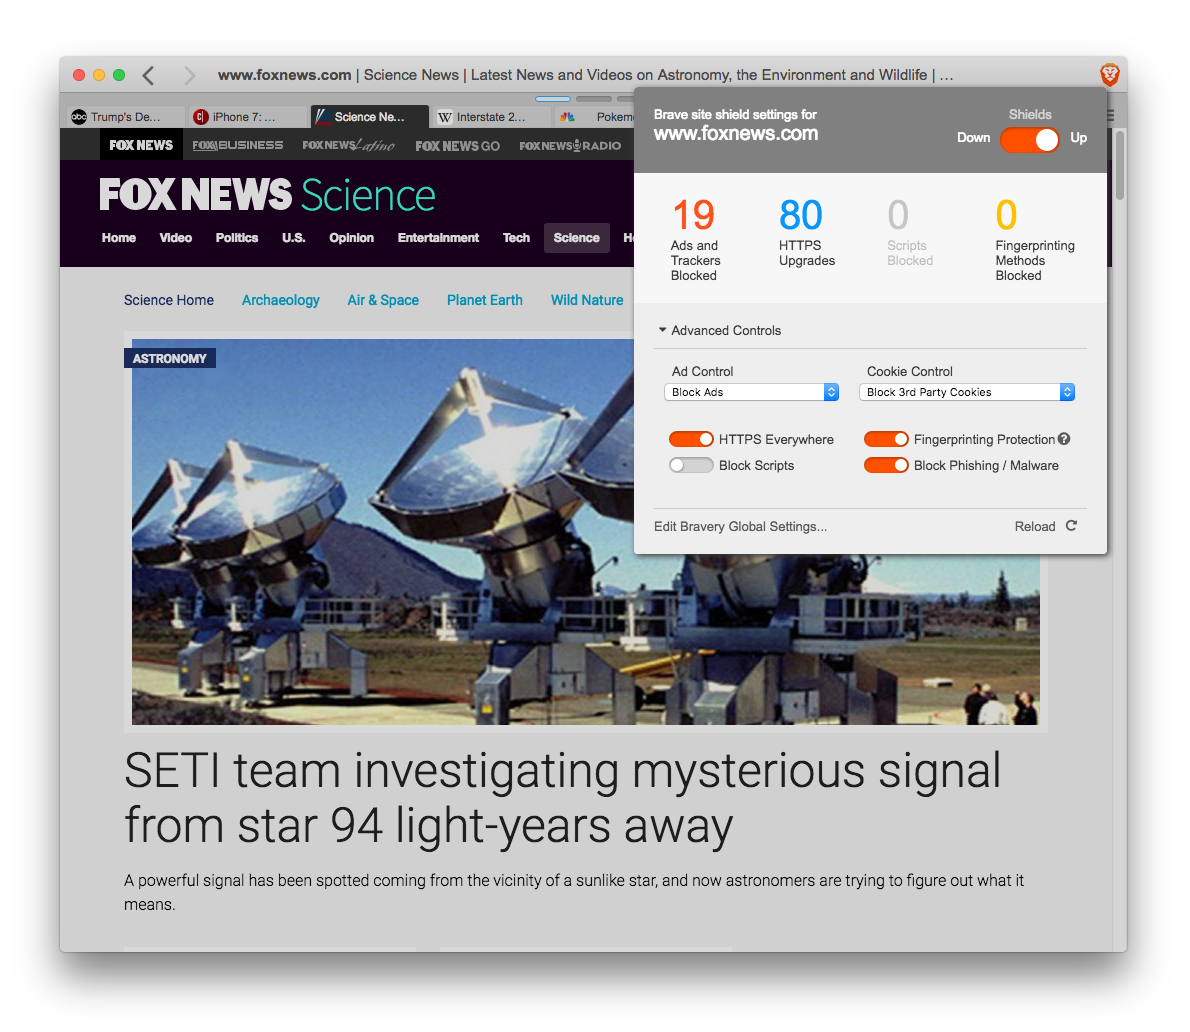 www.foxnews.com | Science News | Latest News and Videos on Astronomy, the Environment and Wildlife | ...
abc Trump's De...
iPhone 7: ...
Science Ne...
W Interstate 2...
Pokem
FOX NEWS
FOX BUSINESS
FOX NEWS Latino
FOX NEWS GO
FOX NEWS RADIO
FOX NEWS Science
Home Video Politics U.S. Opinion Entertainment Tech Science
Science Home Archaeology Air & Space Planet Earth Wild Nature
ASTRONOMY
Brave site shield settings for
www.foxnews.com
Shields
Down Up
19
Ads and
Trackers
Blocked
80
HTTPS
Upgrades
0
Scripts
Blocked
0
Fingerprinting
Methods
Blocked
Advanced Controls
Ad Control
Block Ads
Cookie Control
Block 3rd Party Cookies
HTTPS Everywhere
Fingerprinting Protection ?
Block Scripts
Block Phishing / Malware
Edit Bravery Global Settings...
Reload
SETI team investigating mysterious signal
from star 94 light-years away
A powerful signal has been spotted coming from the vicinity of a sunlike star, and now astronomers are trying to figure out what it
means.